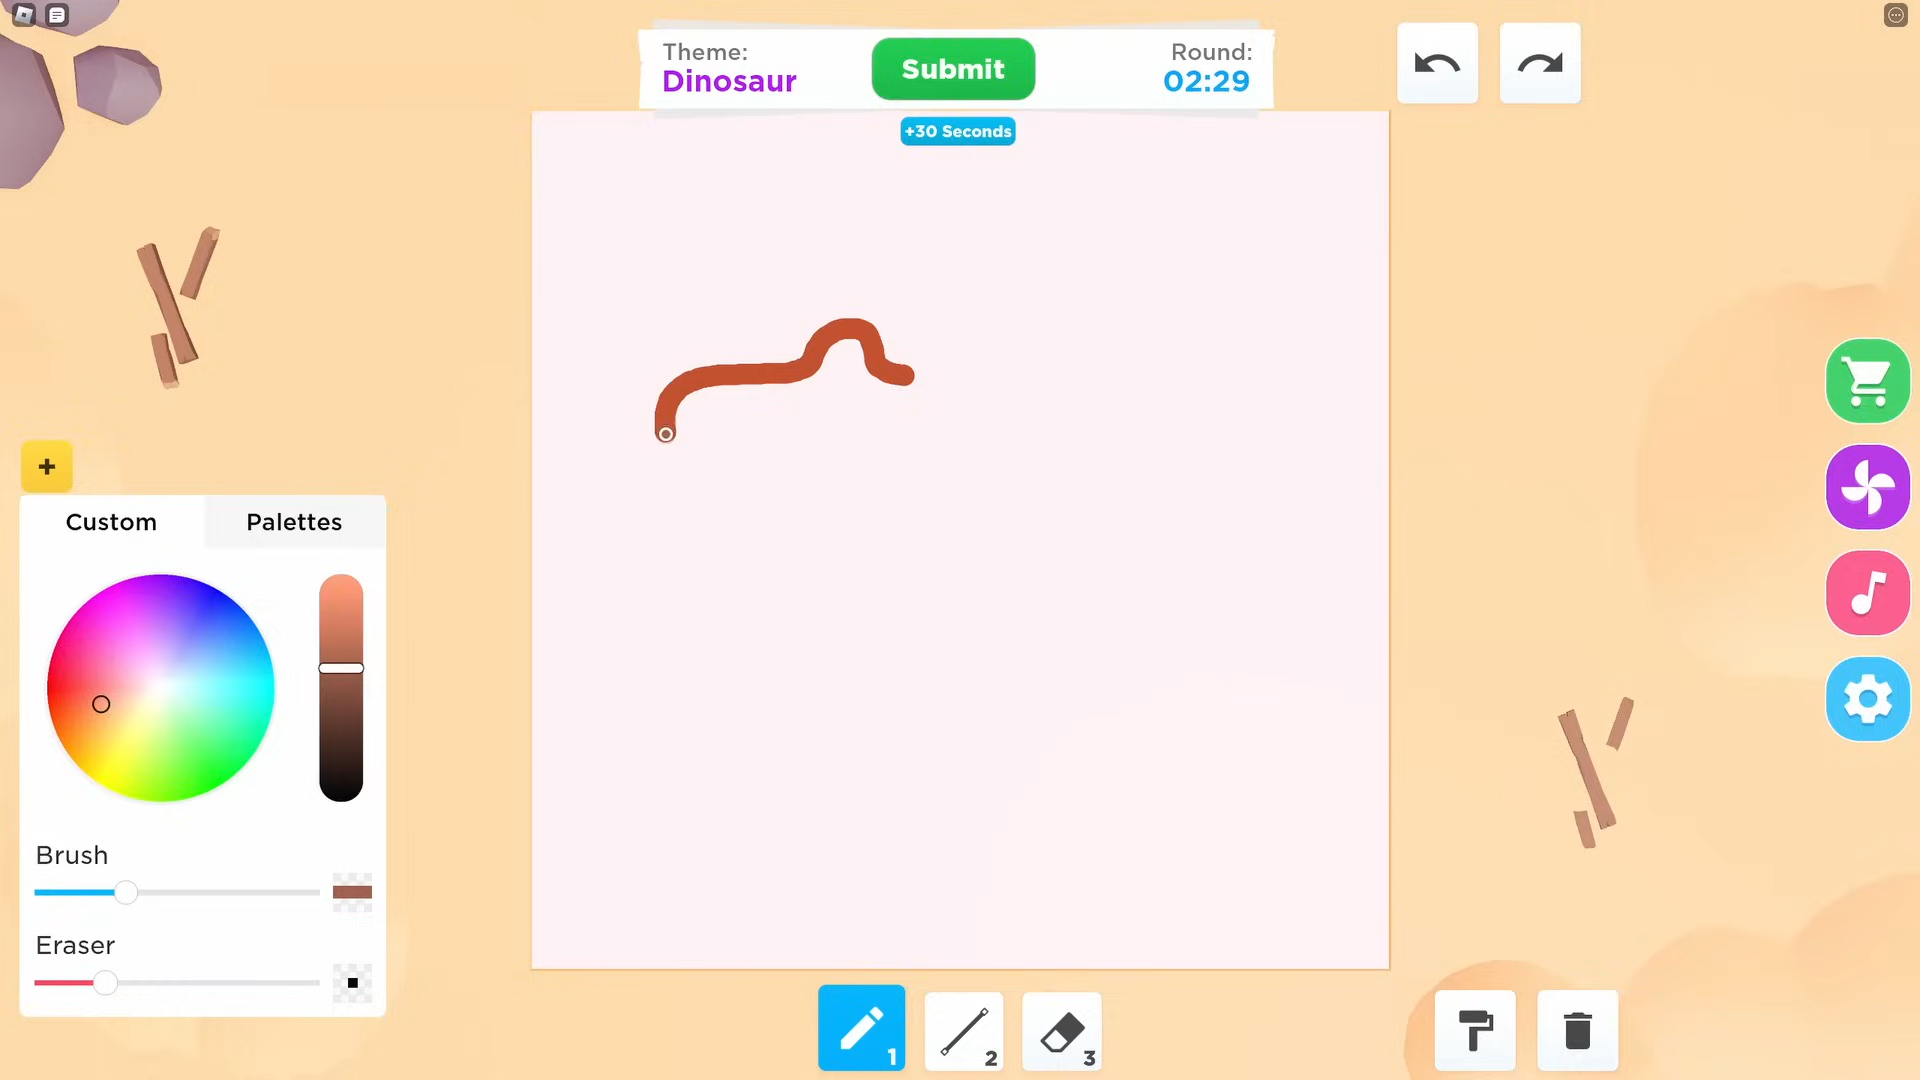 Theme:
Dinosaur
Submit
Round:
02:29
+30 Seconds
+
Custom
Palettes
Brush
Eraser
1
2
3